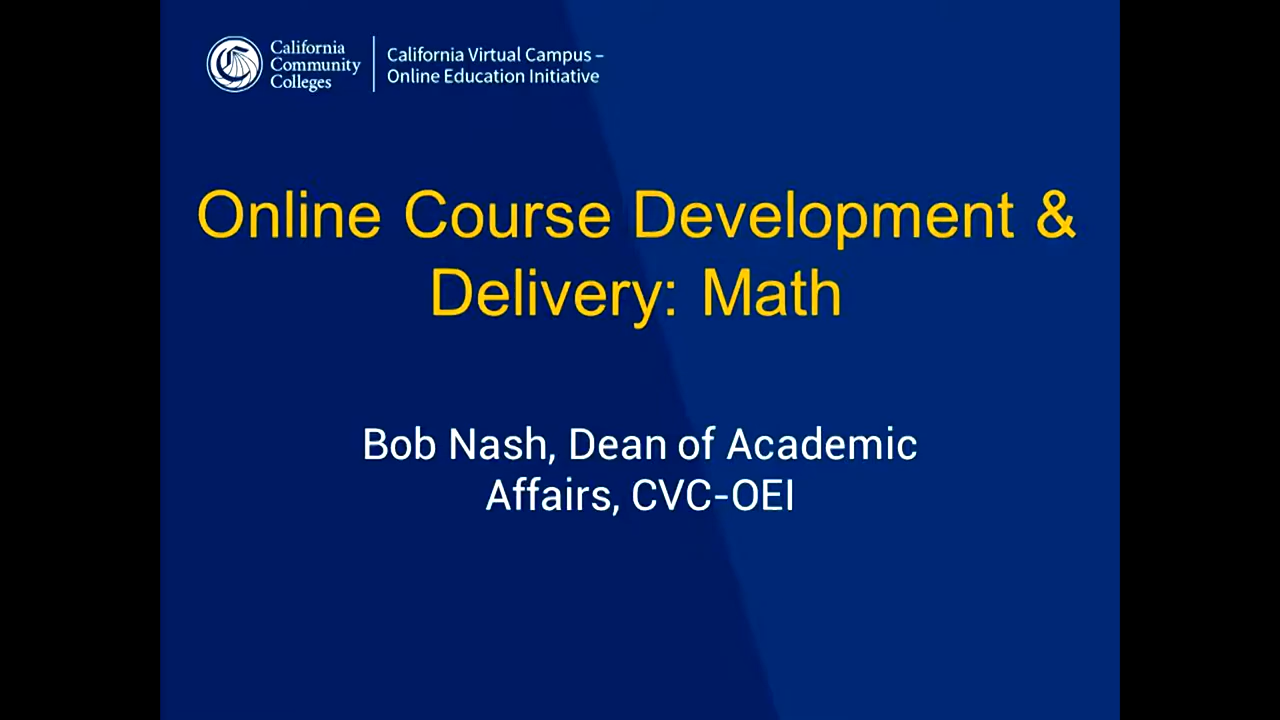 California
Community
Colleges
California Virtual Campus –
Online Education Initiative
Online Course Development &
Delivery: Math
Bob Nash, Dean of Academic
Affairs, CVC-OEI